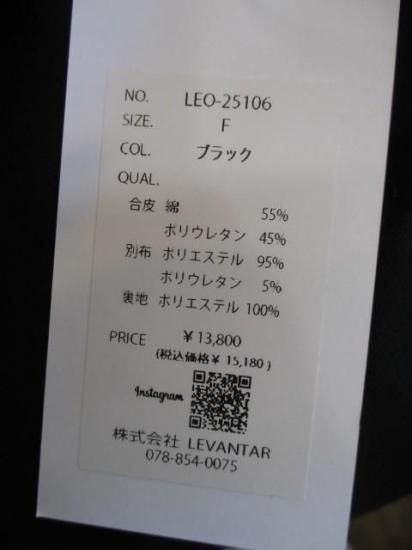 NO. LEO-25106
SIZE. F
COL. ブラック
QUAL.
合皮 綿 55%
ポリウレタン 45%
別布 ポリエステル 95%
ポリウレタン 5%
裏地 ポリエステル 100%
PRICE ￥13,800
(税込価格￥ 15,180 )
Instagram
株式会社 LEVANTAR
078-854-0075